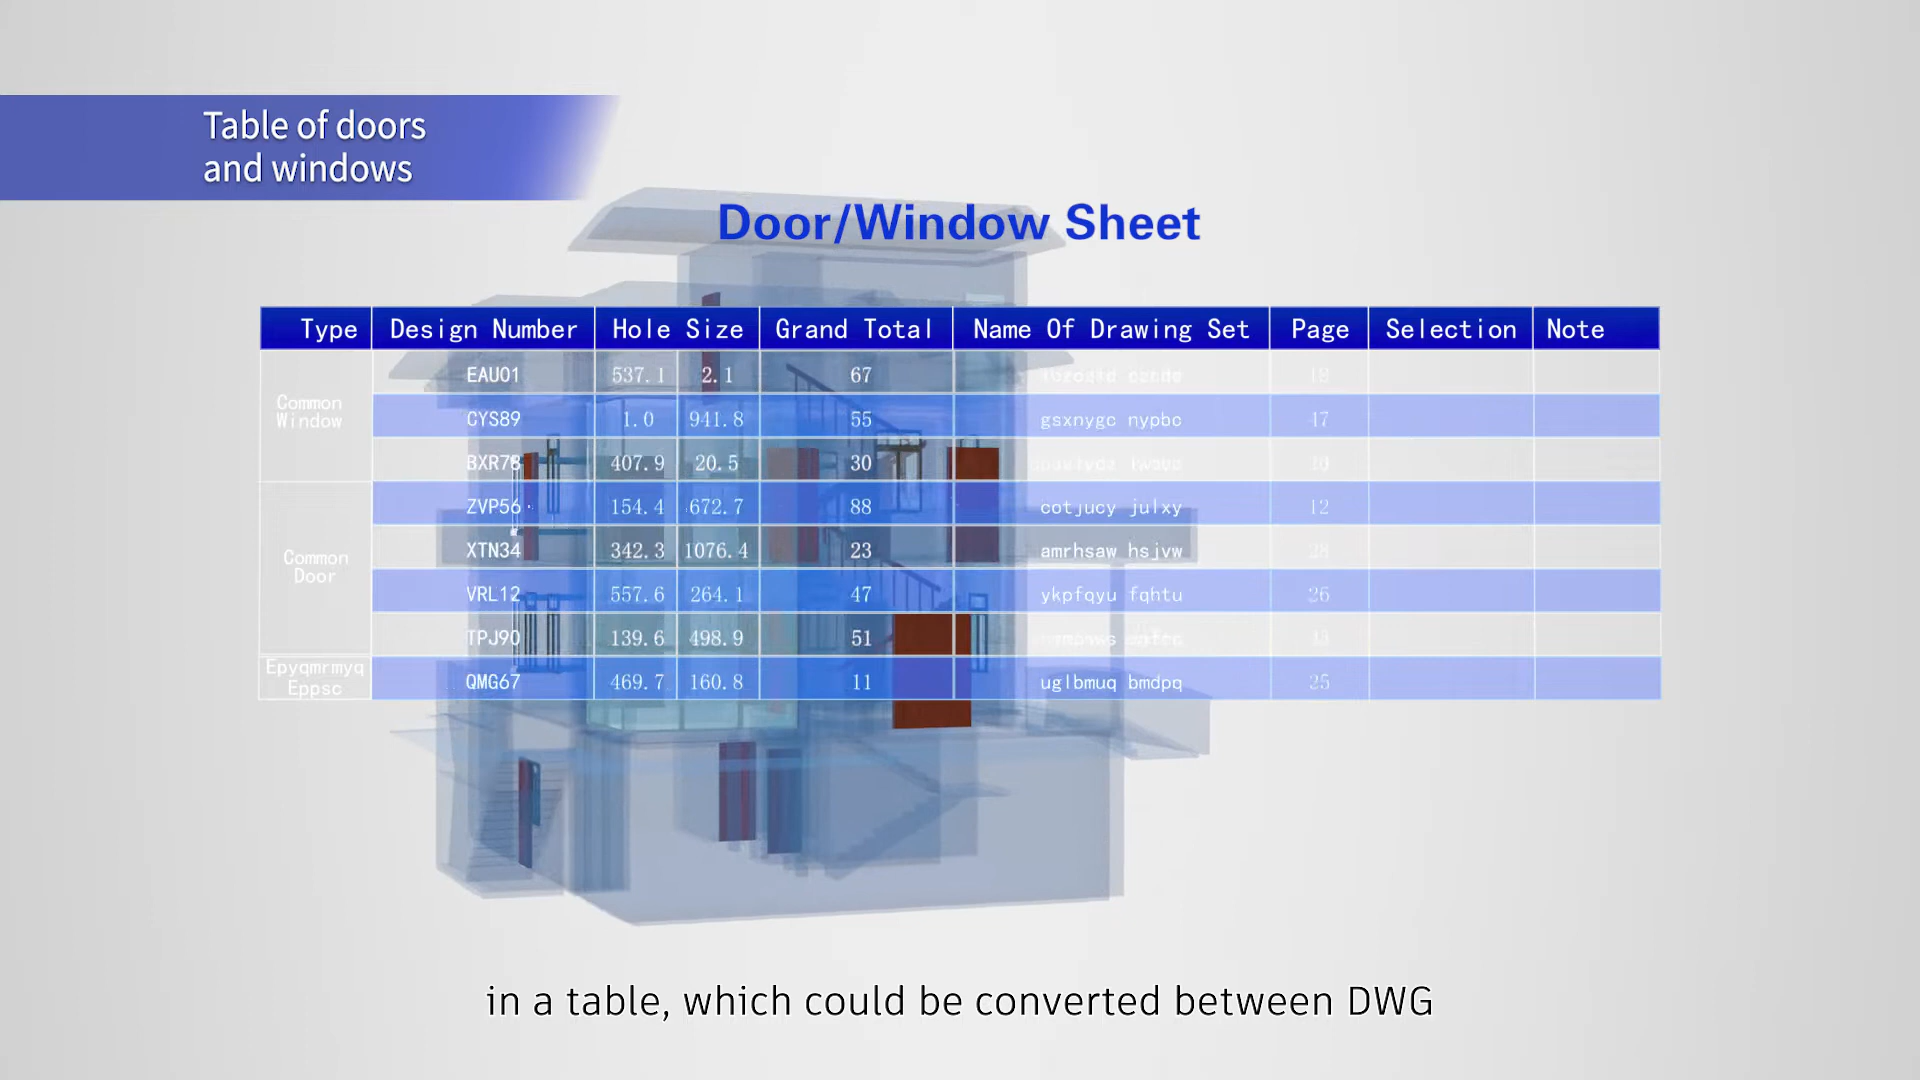 Table of doors
and windows
Door/Window Sheet
Type Design Number Hole Size Grand Total Name Of Drawing Set Page Selection Note
Common
Window
EAU01 537.1 2.1 67 18
CYS89 1.0 941.8 55 gsxnygc nypbc 47
BXR78 407.9 20.5 30
Common
Door
ZVP56 154.4 672.7 88 cotjucy julxy 12
XTN34 342.3 1076.4 23 amrhsaw hsjvw 28
VRL12 557.6 264.1 47 ykpfqyu fqhtu 26
TPJ90 139.6 498.9 51
Epyqmrmyq
Eppsc
QMG67 469.7 160.8 11 uglbmuq bmdpq 25
in a table, which could be converted between DWG